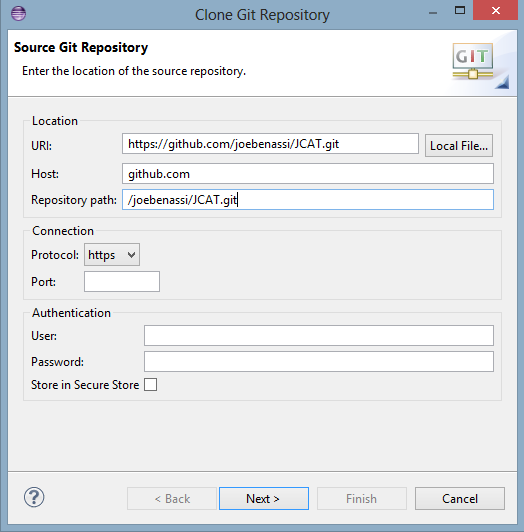 Clone Git Repository
Source Git Repository
Enter the location of the source repository.
GIT
Location
URI: https://github.com/joebenassi/JCAT.git Local File...
Host: github.com
Repository path: /joebenassi/JCAT.git
Connection
Protocol: https
Port:
Authentication
User:
Password:
Store in Secure Store
? < Back Next > Finish Cancel